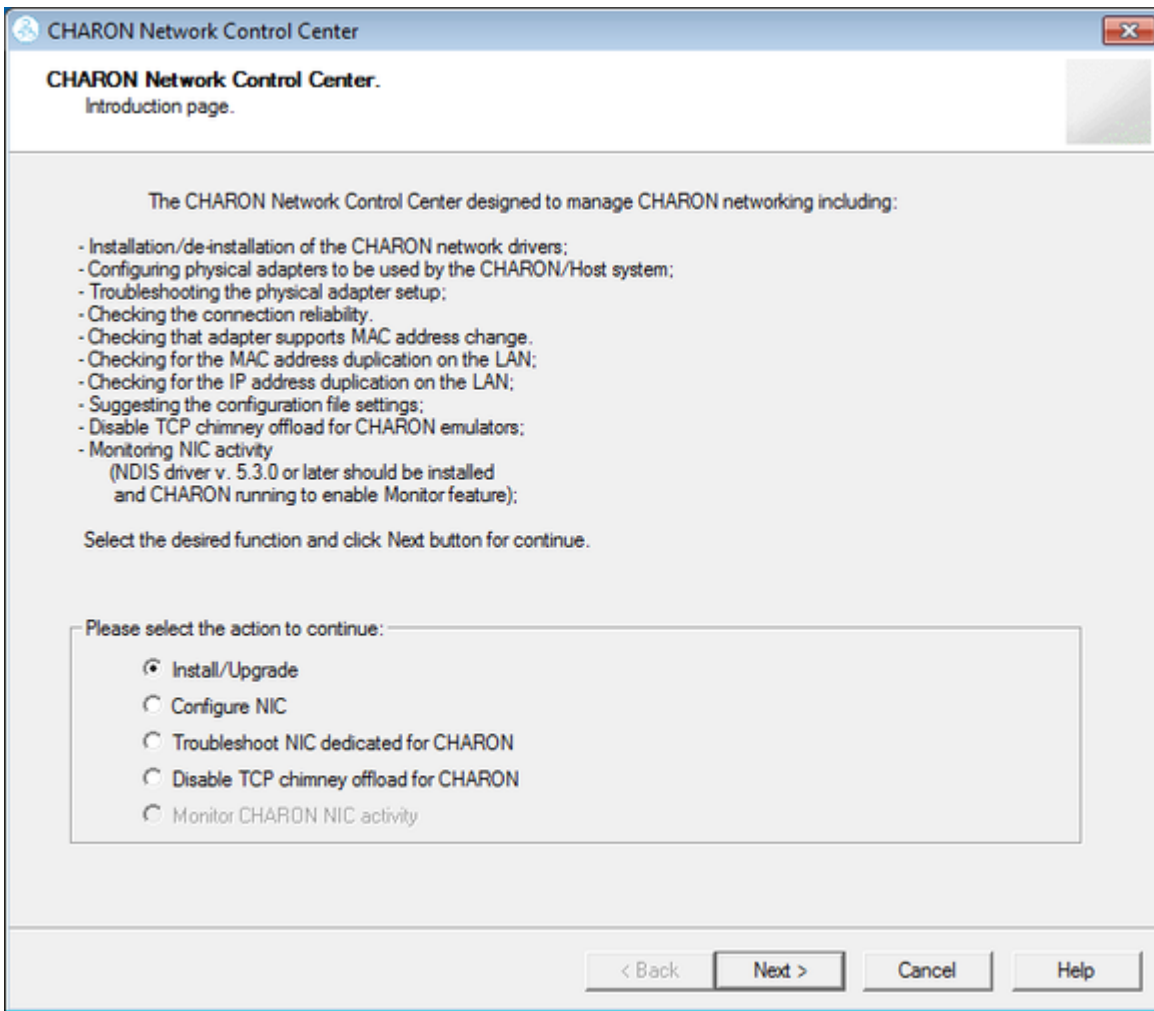 CHARON Network Control Center
CHARON Network Control Center.
Introduction page.
The CHARON Network Control Center designed to manage CHARON networking including:
- Installation/de-installation of the CHARON network drivers;
- Configuring physical adapters to be used by the CHARON/Host system;
- Troubleshooting the physical adapter setup;
- Checking the connection reliability.
- Checking that adapter supports MAC address change.
- Checking for the MAC address duplication on the LAN;
- Checking for the IP address duplication on the LAN;
- Suggesting the configuration file settings;
- Disable TCP chimney offload for CHARON emulators;
- Monitoring NIC activity
(NDIS driver v. 5.3.0 or later should be installed
and CHARON running to enable Monitor feature);
Select the desired function and click Next button for continue.
Please select the action to continue:
Install/Upgrade
Configure NIC
Troubleshoot NIC dedicated for CHARON
Disable TCP chimney offload for CHARON
Monitor CHARON NIC activity
< Back Next > Cancel Help